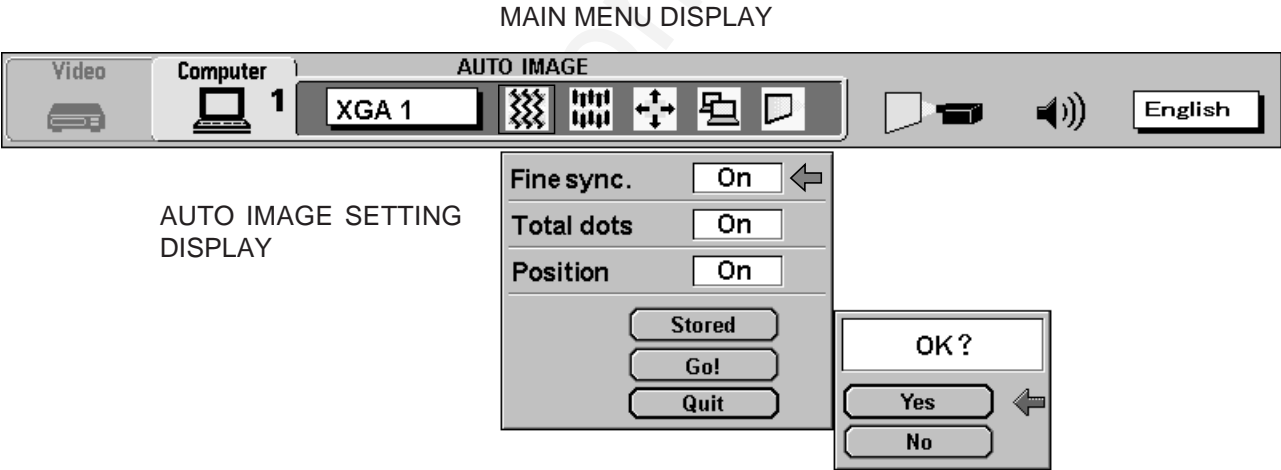 MAIN MENU DISPLAY
Video
Computer
1
AUTO IMAGE
XGA 1
English
AUTO IMAGE SETTING
DISPLAY
Fine sync. On
Total dots On
Position On
Stored
Go!
Quit
OK?
Yes
No